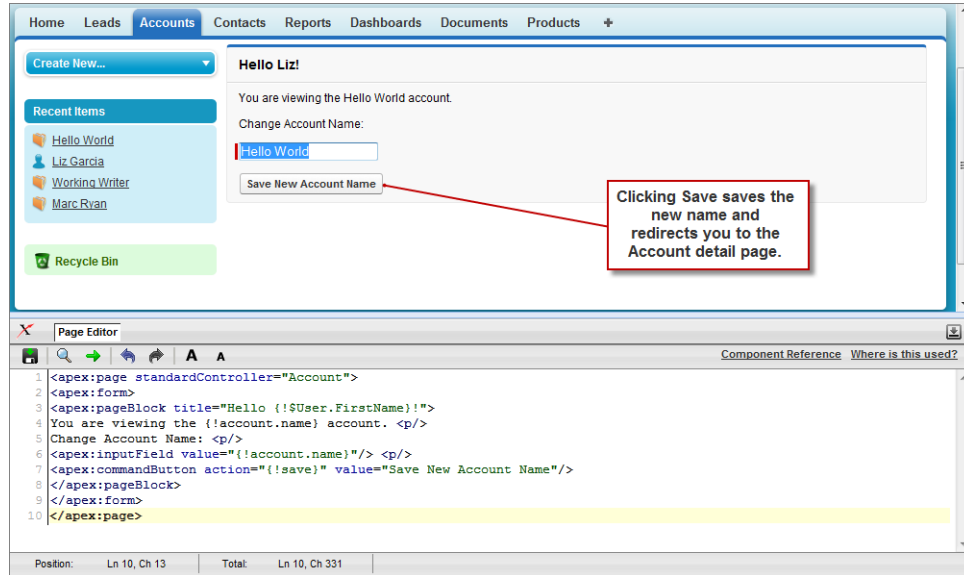 Home Leads Accounts Contacts Reports Dashboards Documents Products +
Create New...
Recent Items
Hello World
Liz Garcia
Working Writer
Marc Ryan
Recycle Bin
Hello Liz!
You are viewing the Hello World account.
Change Account Name:
Hello World
Save New Account Name
Clicking Save saves the
new name and
redirects you to the
Account detail page.
Page Editor
A A Component Reference Where is this used?
1 <apex:page standardController="Account">
2 <apex:form>
3 <apex:pageBlock title="Hello {!$User.FirstName}!">
4 You are viewing the {!account.name} account. <p/>
5 Change Account Name: <p/>
6 <apex:inputField value="{!account.name}"/> <p/>
7 <apex:commandButton action="{!save}" value="Save New Account Name"/>
8 </apex:pageBlock>
9 </apex:form>
10 </apex:page>
Position: Ln 10, Ch 13 Total: Ln 10, Ch 331